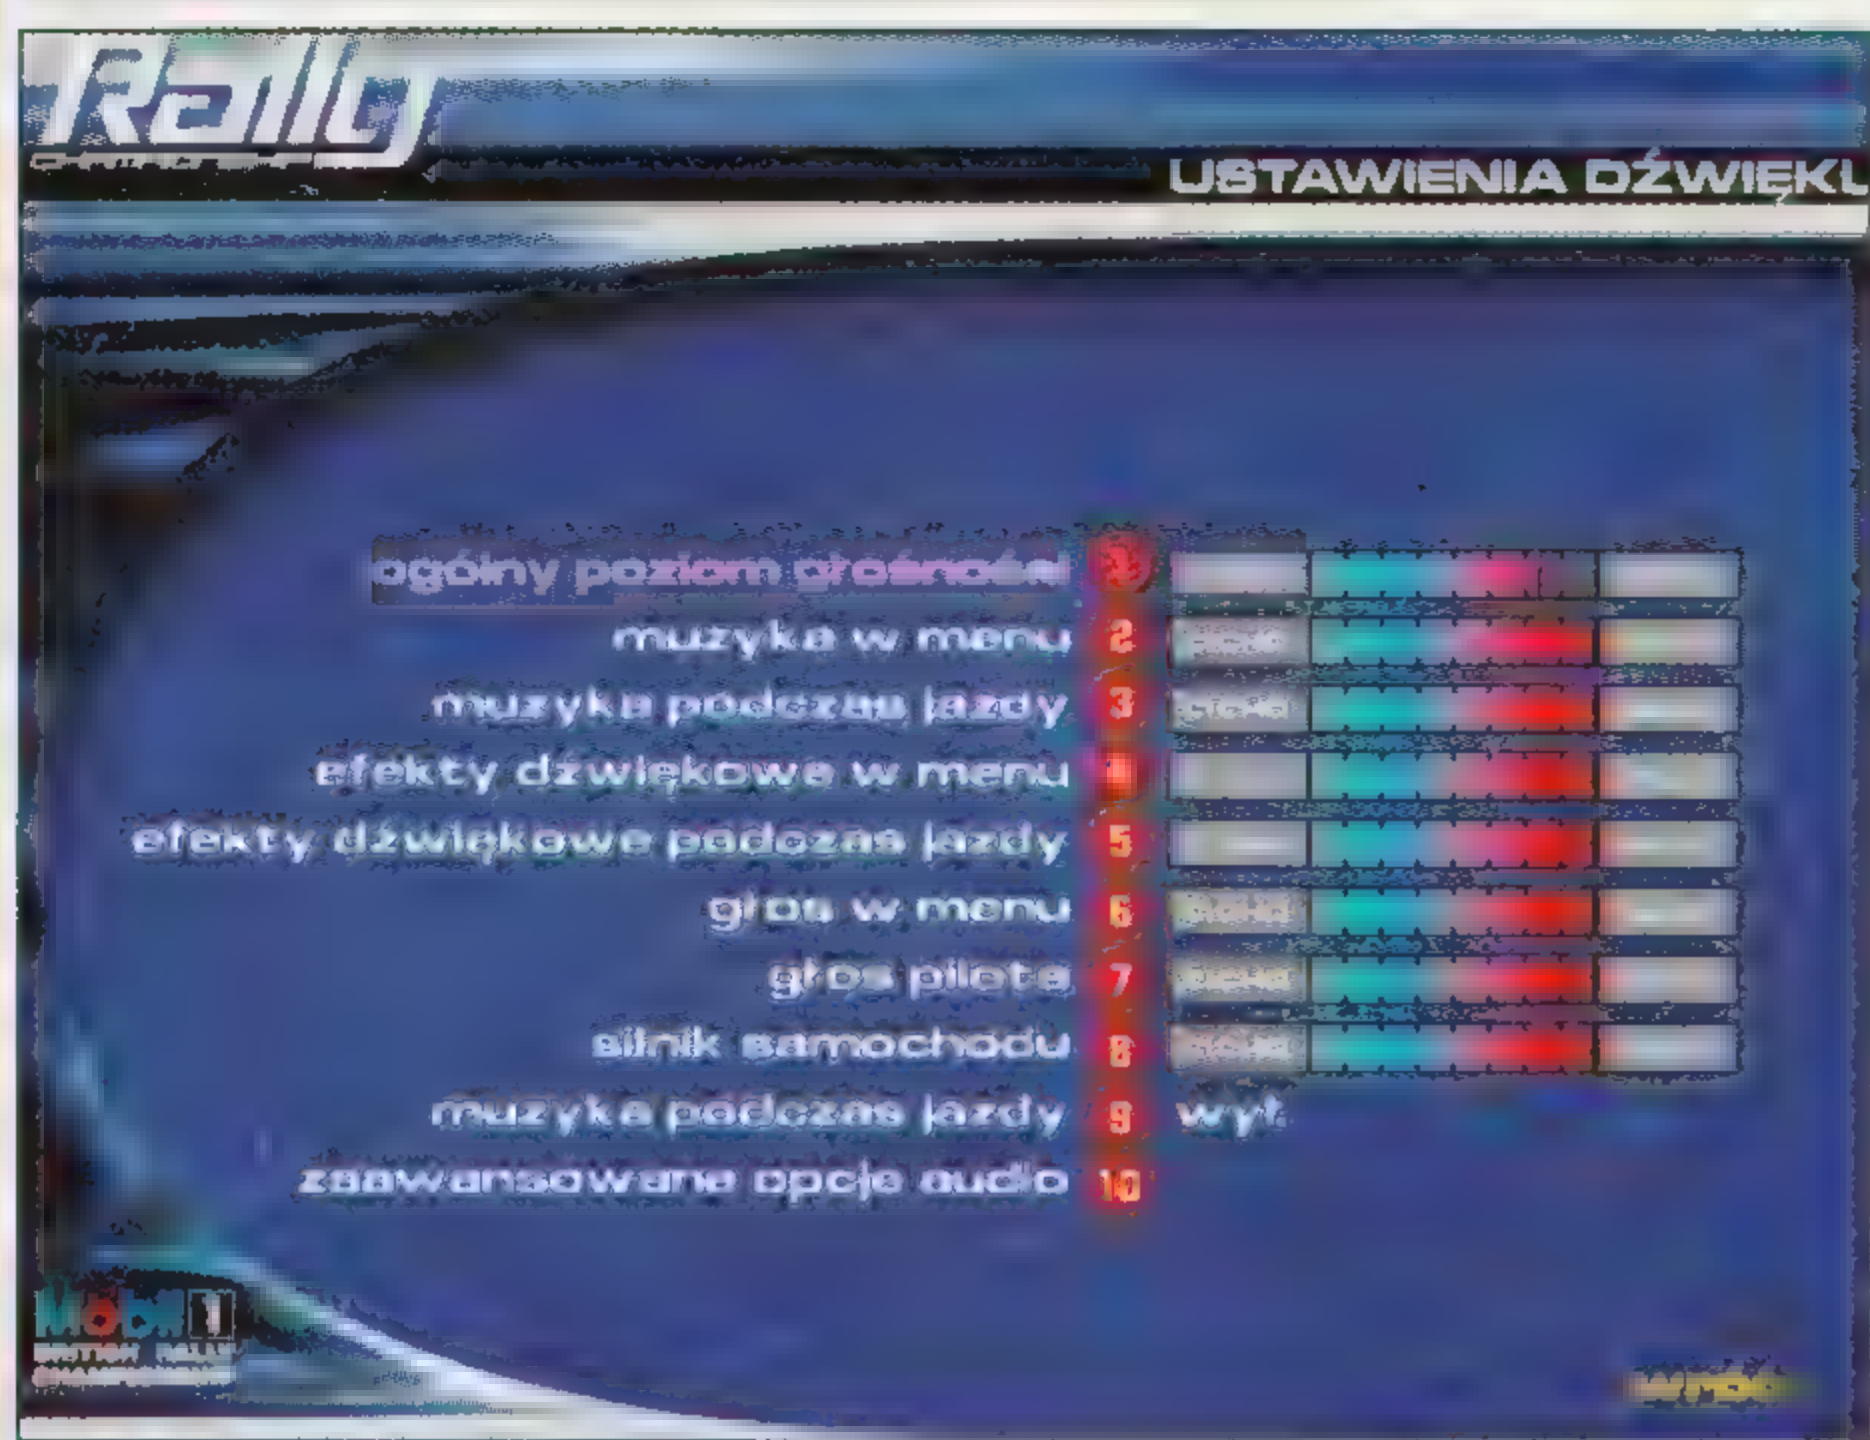 Rally
USTAWIENIA DŹWIĘKU
ogólny poziom głośności 1
muzyka w menu 2
muzyka podczas jazdy 3
efekty dźwiękowe w menu 4
efekty dźwiękowe podczas jazdy 5
głos w menu 6
głos pilota 7
silnik samochodu 8
muzyka podczas jazdy 9 wył.
zaawansowane opcje audio 10
Mobil 1